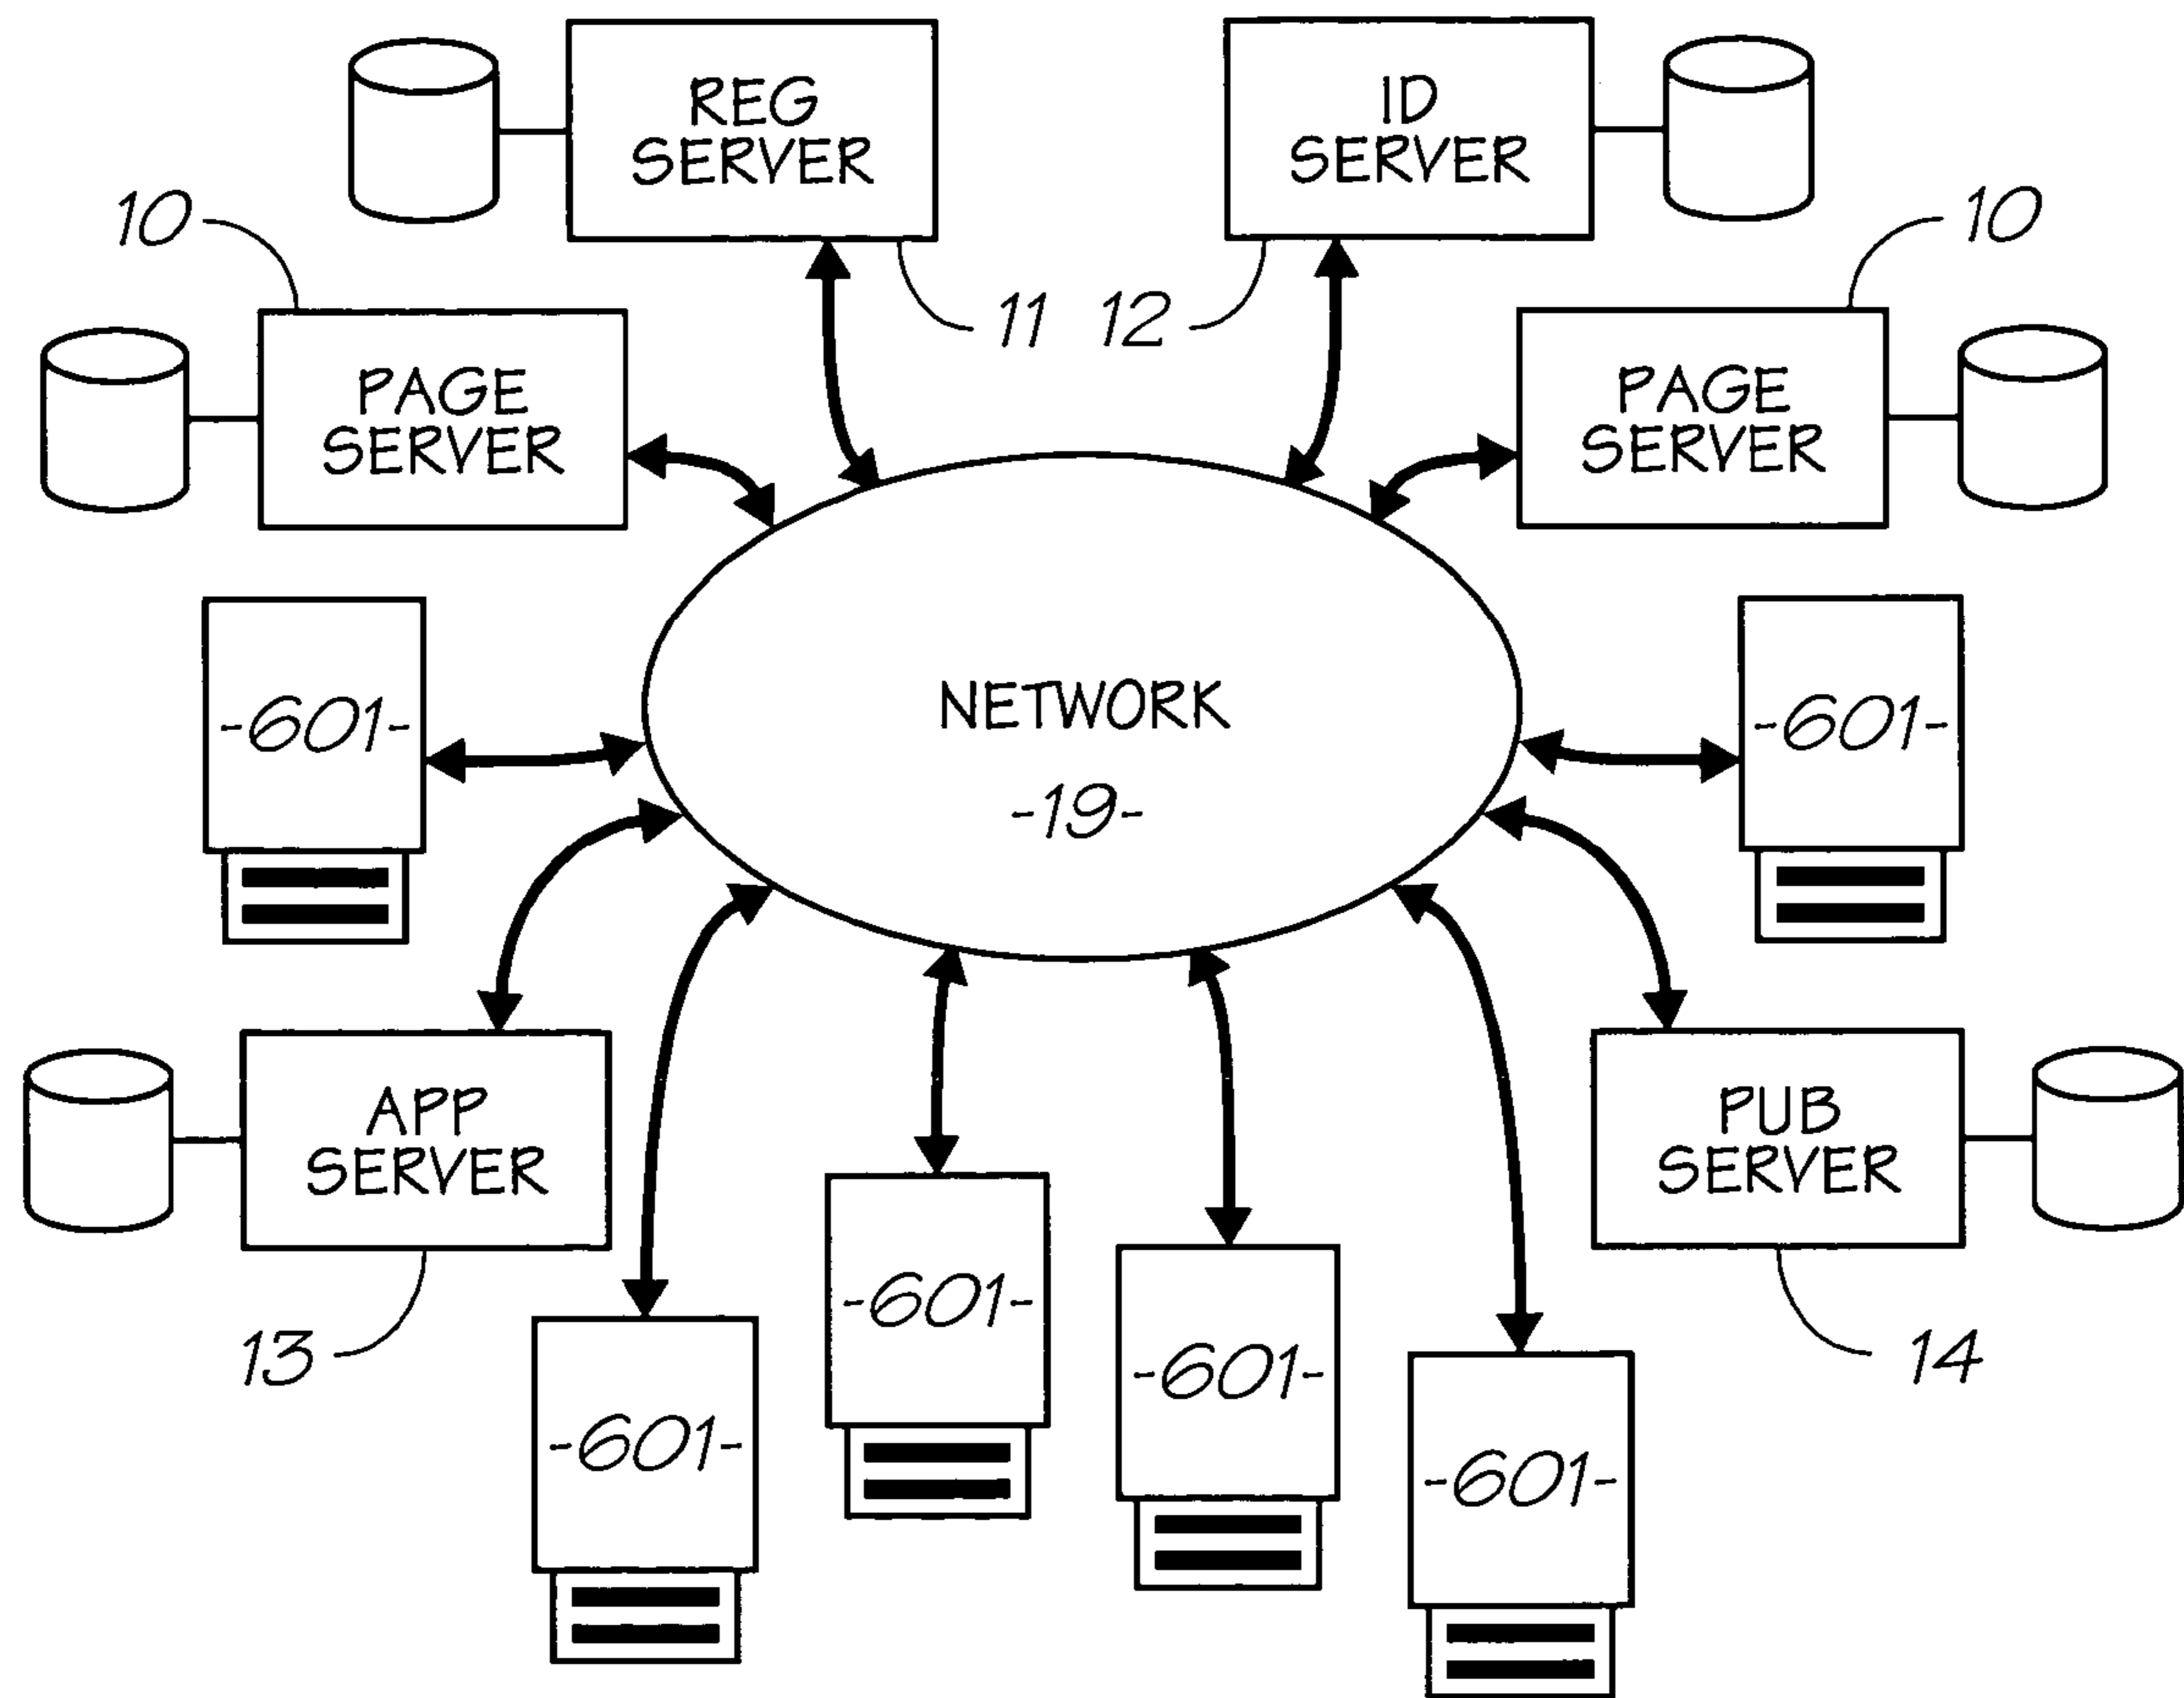 REG
SERVER
ID
SERVER
10
10
11
12
PAGE
SERVER
PAGE
SERVER
-601-
NETWORK
-19-
-601-
APP
SERVER
PUB
SERVER
-601-
-601-
13
14
-601-
-601-